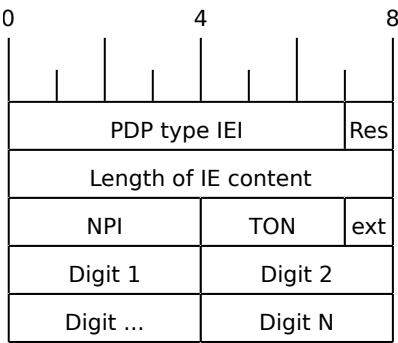 0 4 8
PDP type IEI Res
Length of IE content
NPI TON ext
Digit 1 Digit 2
Digit ... Digit N